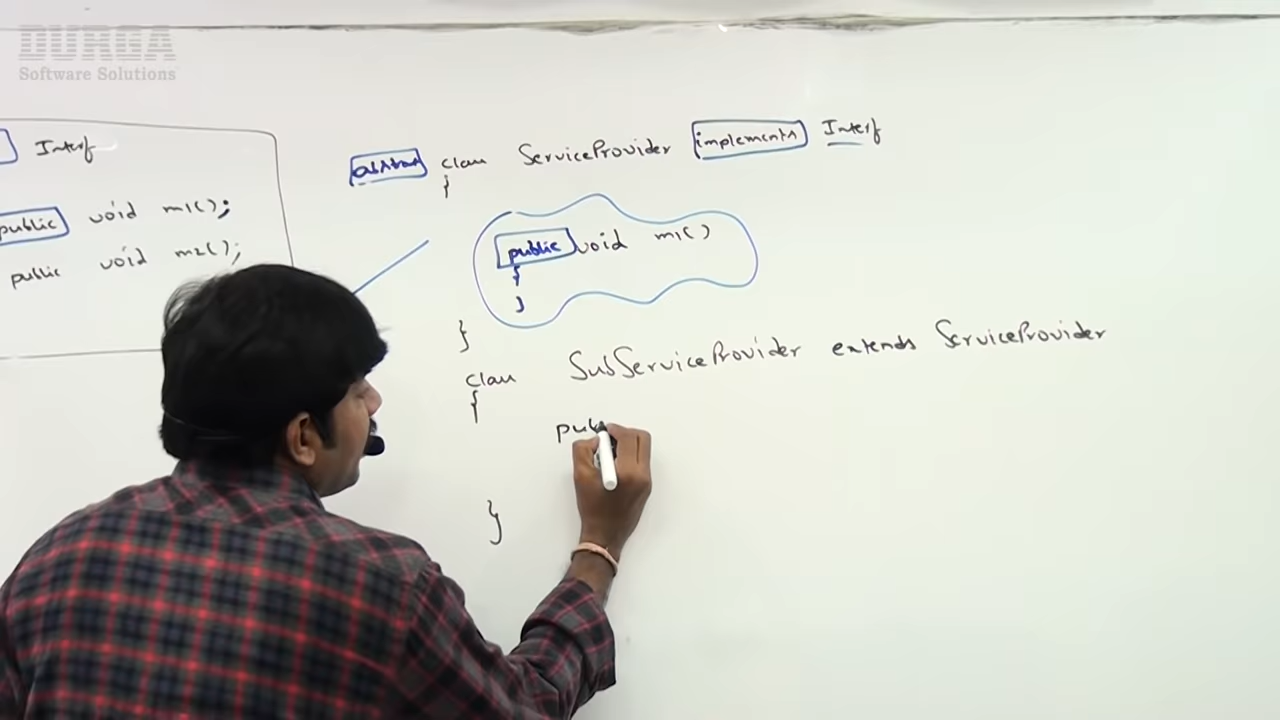 DURGA
Software Solutions
Interf
public void m1();
public void m2();
abstract class ServiceProvider implements Interf
{
public void m1()
{
}
}
class SubServiceProvider extends ServiceProvider
{
pub
}